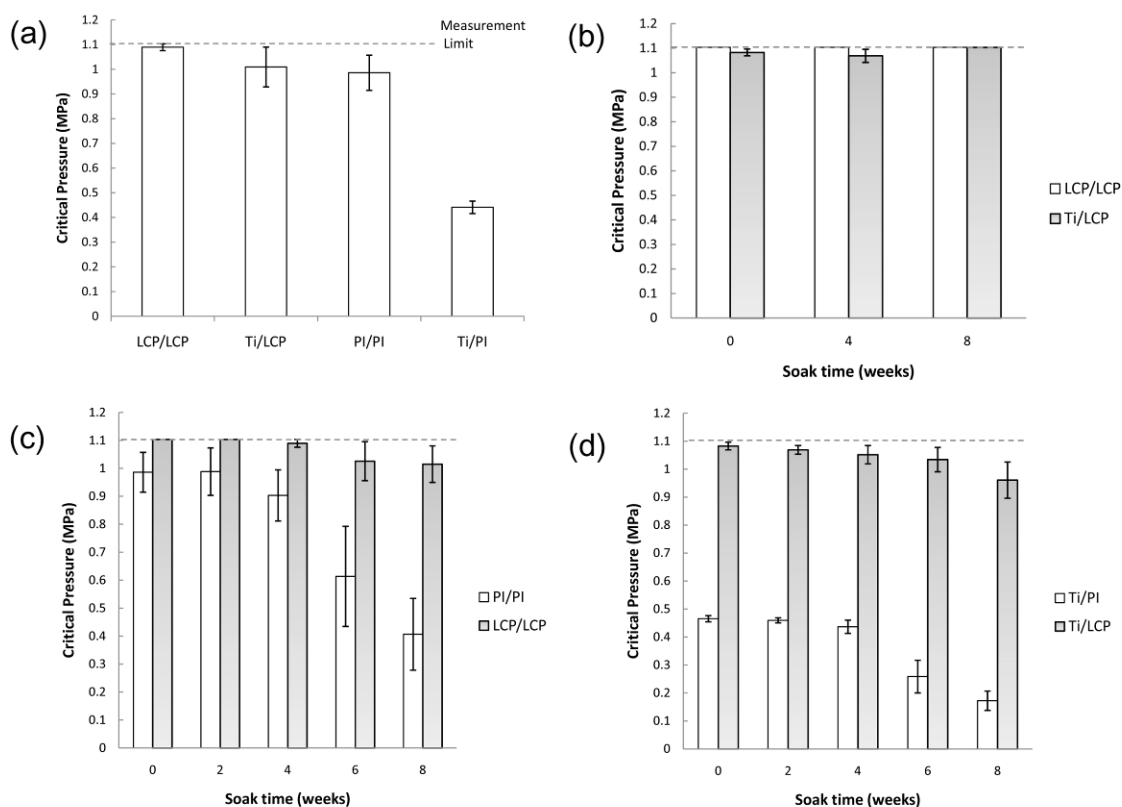 (a)
Critical Pressure (MPa)
1.2
1.1
1
0.9
0.8
0.7
0.6
0.5
0.4
0.3
0.2
0.1
0
Measurement
Limit
LCP/LCP Ti/LCP PI/PI Ti/PI
(b)
Critical Pressure (MPa)
1.2
1.1
1
0.9
0.8
0.7
0.6
0.5
0.4
0.3
0.2
0.1
0
0 4 8
Soak time (weeks)
LCP/LCP
Ti/LCP
(c)
Critical Pressure (MPa)
1.2
1.1
1
0.9
0.8
0.7
0.6
0.5
0.4
0.3
0.2
0.1
0
0 2 4 6 8
Soak time (weeks)
PI/PI
LCP/LCP
(d)
Critical Pressure (MPa)
1.2
1.1
1
0.9
0.8
0.7
0.6
0.5
0.4
0.3
0.2
0.1
0
0 2 4 6 8
Soak time (weeks)
Ti/PI
Ti/LCP